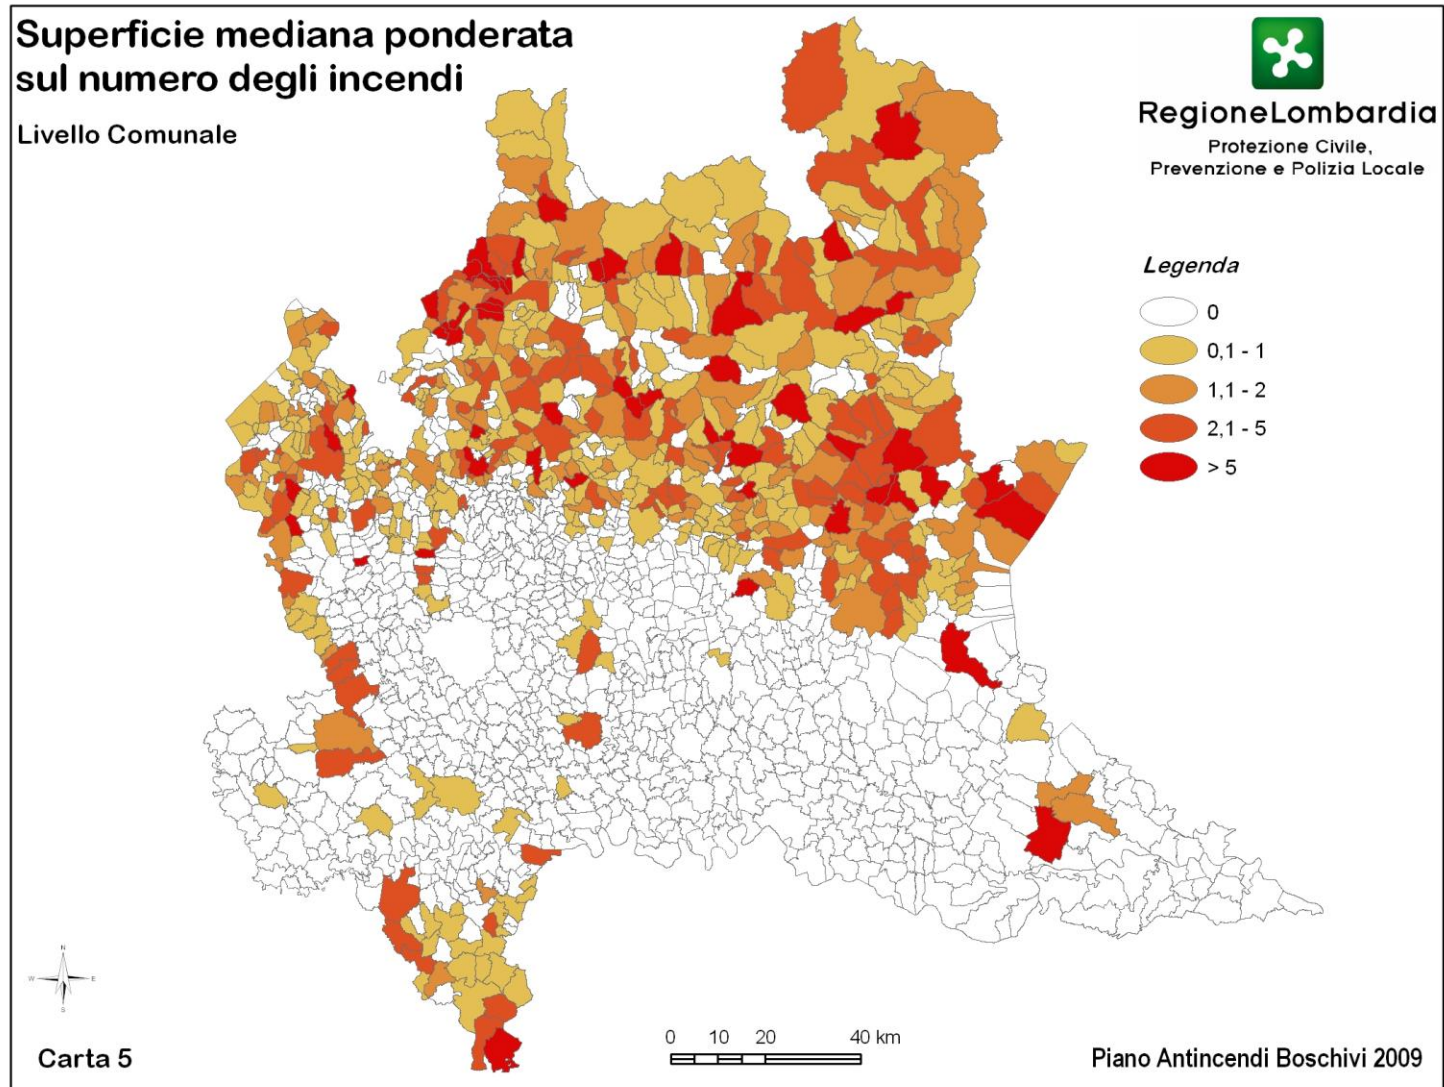 Superficie mediana ponderata
sul numero degli incendi
Livello Comunale
RegioneLombardia
Protezione Civile,
Prevenzione e Polizia Locale
Legenda
0
0,1 - 1
1,1 - 2
2,1 - 5
> 5
N
W E
S
0 10 20 40 km
Carta 5
Piano Antincendi Boschivi 2009